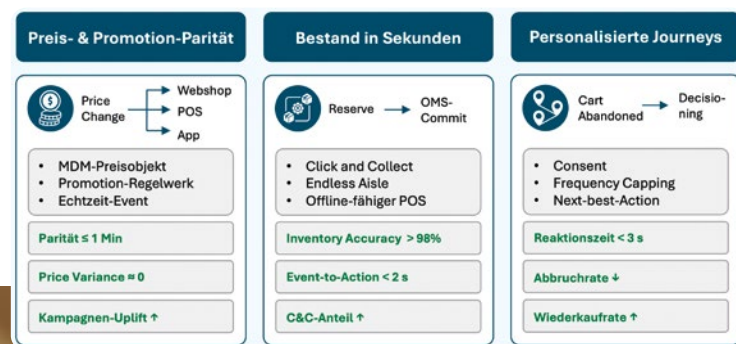 Preis- & Promotion-Parität
Price
Change
Webshop
POS
App
• MDM-Preisobjekt
• Promotion-Regelwerk
• Echtzeit-Event
Parität ≤ 1 Min
Price Variance ≈ 0
Kampagnen-Uplift ↑
Bestand in Sekunden
Reserve
OMS-
Commit
• Click and Collect
• Endless Aisle
• Offline-fähiger POS
Inventory Accuracy > 98%
Event-to-Action < 2 s
C&C-Anteil ↑
Personalisierte Journeys
Cart
Abandoned
Decisio-
ning
• Consent
• Frequency Capping
• Next-best-Action
Reaktionszeit < 3 s
Abbruchrate ↓
Wiederkaufrate ↑